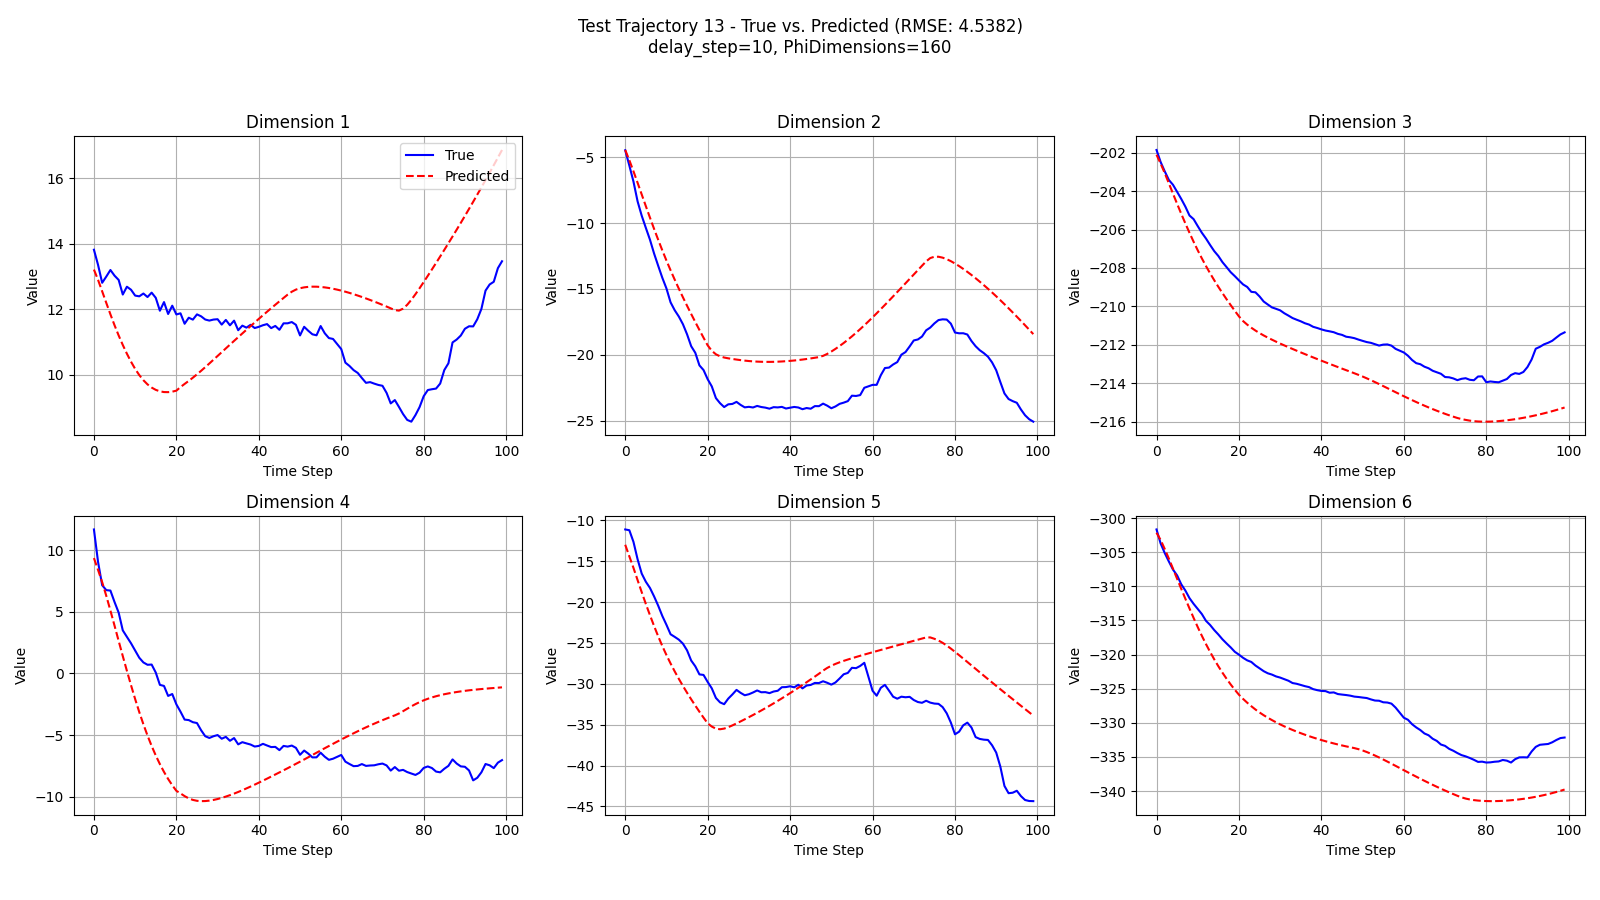 Test Trajectory 13 - True vs. Predicted (RMSE: 4.5382)
delay_step=10, PhiDimensions=160
Dimension 1
True
Predicted
Value
16
14
12
10
0 20 40 60 80 100
Time Step
Dimension 2
Value
−5
−10
−15
−20
−25
0 20 40 60 80 100
Time Step
Dimension 3
Value
−202
−204
−206
−208
−210
−212
−214
−216
0 20 40 60 80 100
Time Step
Dimension 4
Value
10
5
0
−5
−10
0 20 40 60 80 100
Time Step
Dimension 5
Value
−10
−15
−20
−25
−30
−35
−40
−45
0 20 40 60 80 100
Time Step
Dimension 6
Value
−300
−305
−310
−315
−320
−325
−330
−335
−340
0 20 40 60 80 100
Time Step